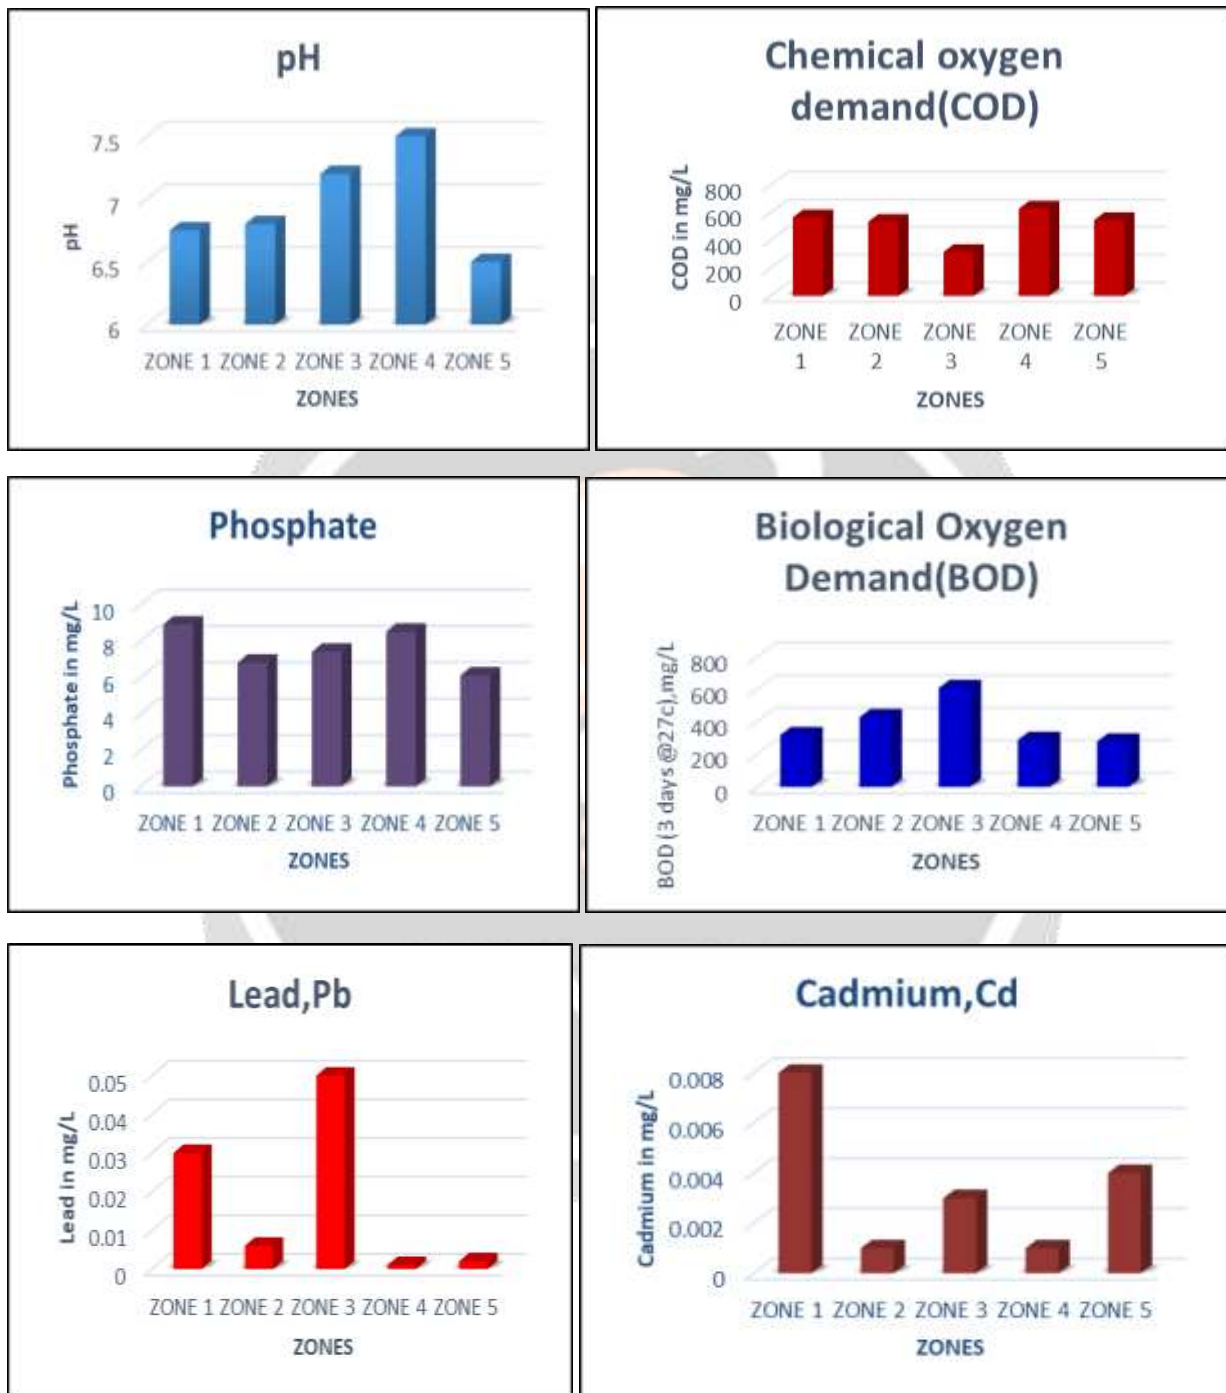 pH
7.5
7
6.5
6
pH
ZONE 1 ZONE 2 ZONE 3 ZONE 4 ZONE 5
ZONES
Chemical oxygen
demand(COD)
COD in mg/L
800
600
400
200
0
ZONE ZONE ZONE ZONE ZONE
1 2 3 4 5
ZONES
Phosphate
Phosphate in mg/L
10
8
6
4
2
0
ZONE 1 ZONE 2 ZONE 3 ZONE 4 ZONE 5
ZONES
Biological Oxygen
Demand(BOD)
BOD (3 days @27c),mg/L
800
600
400
200
0
ZONE 1 ZONE 2 ZONE 3 ZONE 4 ZONE 5
ZONES
Lead,Pb
Lead in mg/L
0.05
0.04
0.03
0.02
0.01
0
ZONE 1 ZONE 2 ZONE 3 ZONE 4 ZONE 5
ZONES
Cadmium,Cd
Cadmium in mg/L
0.008
0.006
0.004
0.002
0
ZONE 1 ZONE 2 ZONE 3 ZONE 4 ZONE 5
ZONES